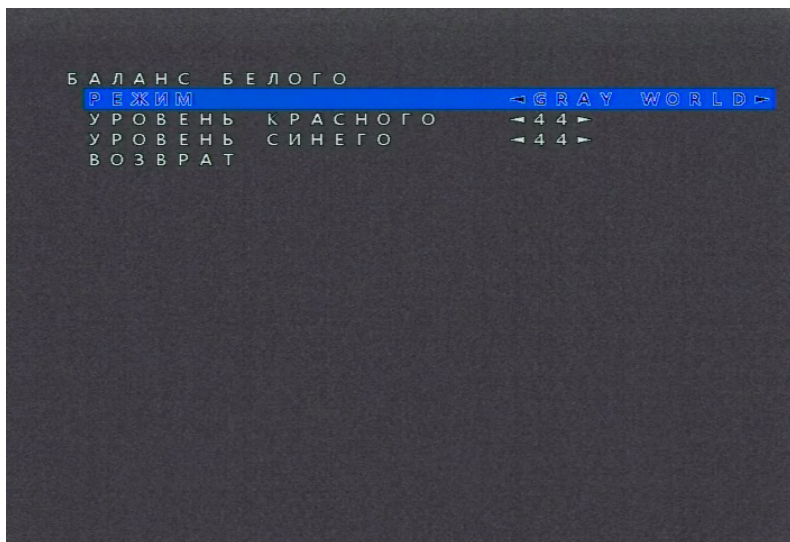 БАЛАНС БЕЛОГО
РЕЖИМ ◄GRAY WORLD►
УРОВЕНЬ КРАСНОГО ◄44►
УРОВЕНЬ СИНЕГО ◄44►
ВОЗВРАТ